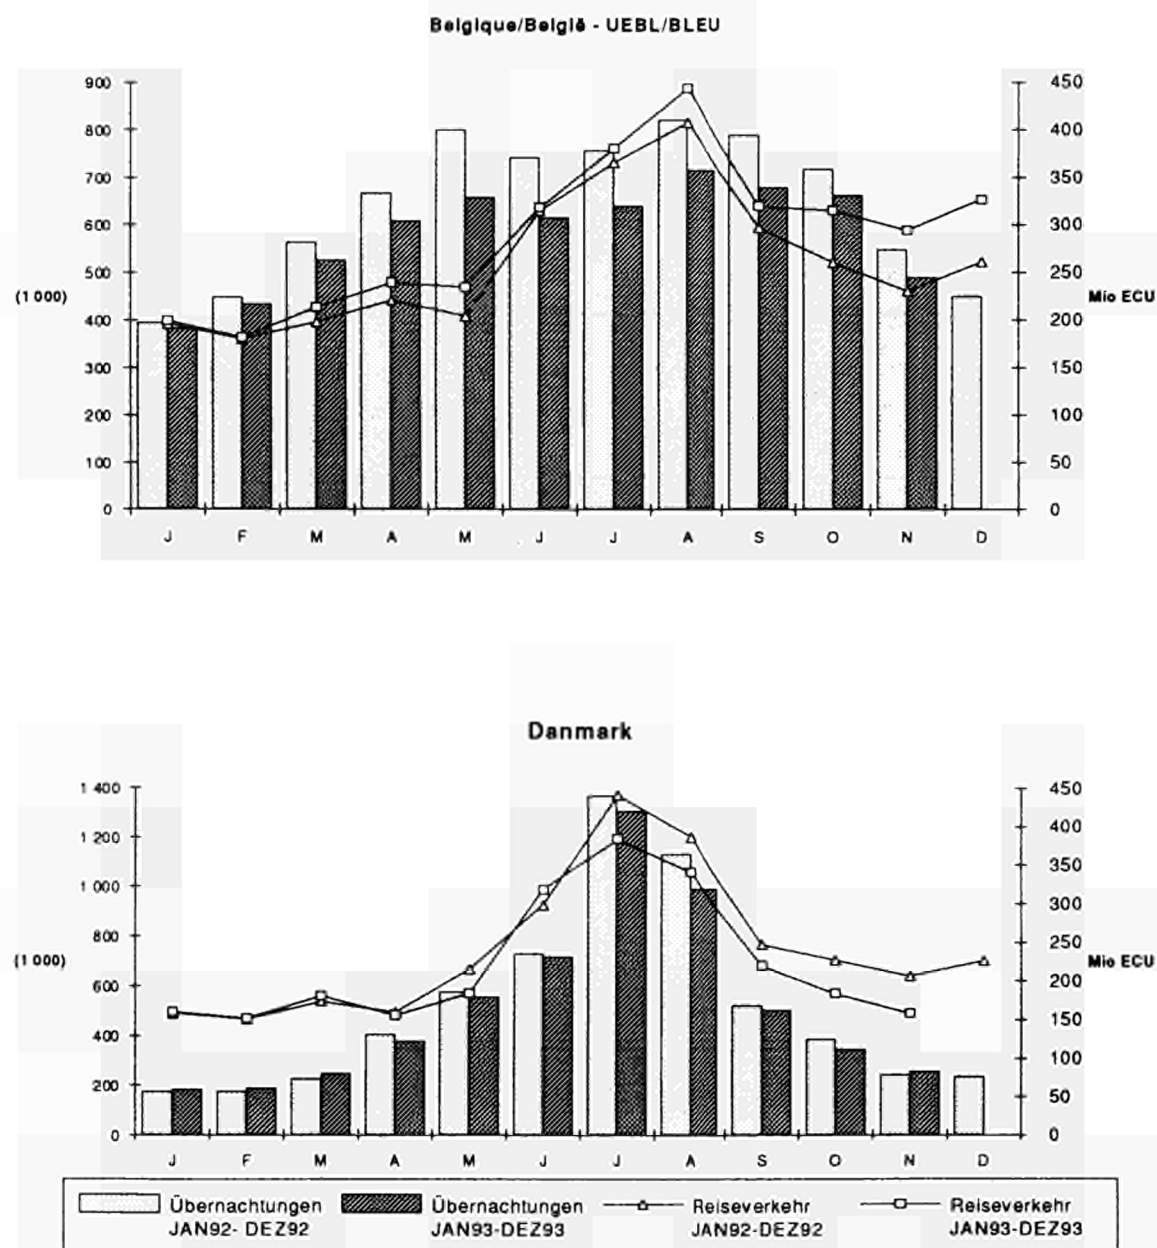 Belgique/België - UEBL/BLEU
900
800
700
600
500
400
300
200
100
0
(1 000)
450
400
350
300
250
200
150
100
50
0
Mio ECU
J F M A M J J A S O N D
Danmark
1 400
1 200
1 000
800
600
400
200
0
(1 000)
450
400
350
300
250
200
150
100
50
0
Mio ECU
J F M A M J J A S O N D
Übernachtungen
JAN92- DEZ92
Übernachtungen
JAN93-DEZ93
Reiseverkehr
JAN92-DEZ92
Reiseverkehr
JAN93-DEZ93